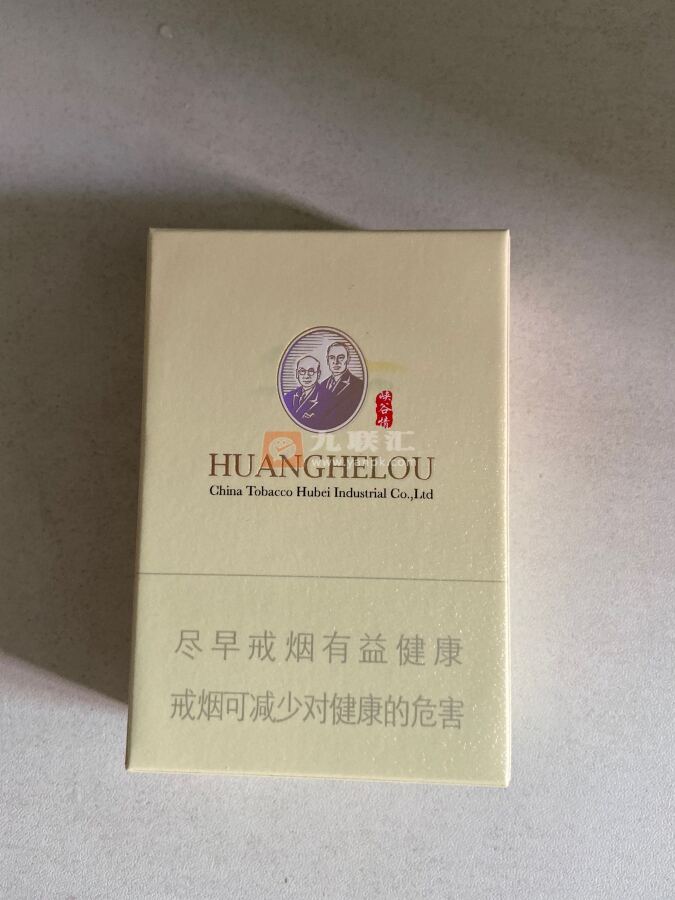 峡谷情
九联汇
HUANGHELOU
China Tobacco Hubei Industrial Co.,Ltd
尽早戒烟有益健康
戒烟可减少对健康的危害